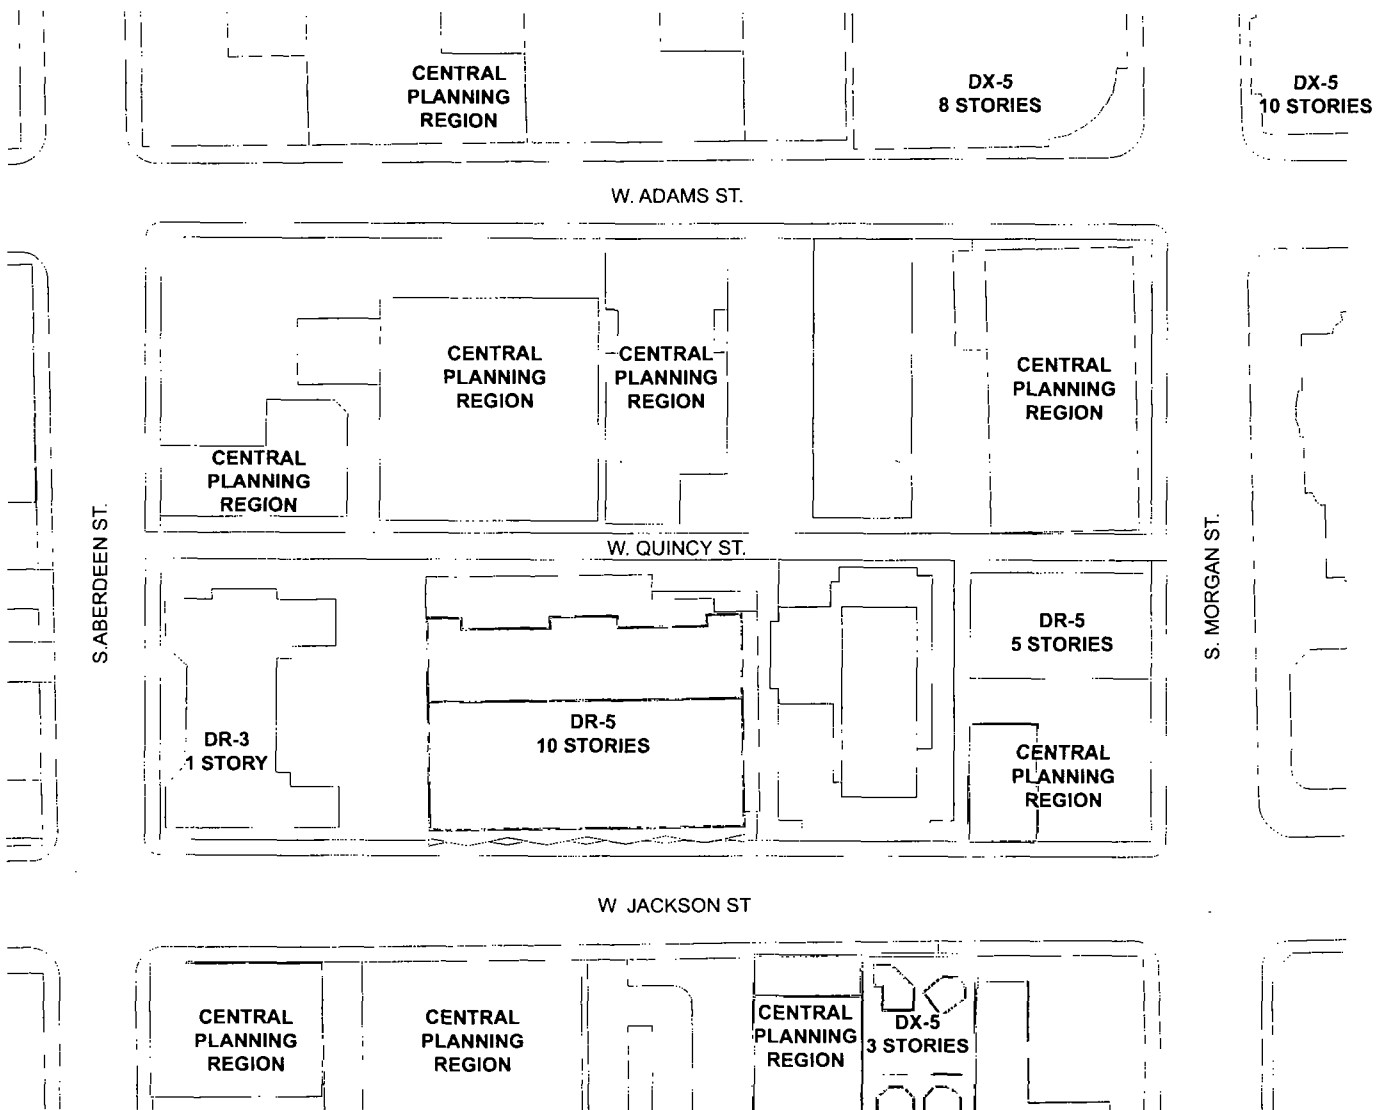 CENTRAL
PLANNING
REGION
DX-5
8 STORIES
DX-5
10 STORIES
W. ADAMS ST.
CENTRAL
PLANNING
REGION
CENTRAL
PLANNING
REGION
CENTRAL
PLANNING
REGION
CENTRAL
PLANNING
REGION
S.ABERDEEN ST.
W. QUINCY ST.
S. MORGAN ST.
DR-5
5 STORIES
DR-3
1 STORY
DR-5
10 STORIES
CENTRAL
PLANNING
REGION
W JACKSON ST
CENTRAL
PLANNING
REGION
CENTRAL
PLANNING
REGION
CENTRAL
PLANNING
REGION
DX-5
3 STORIES